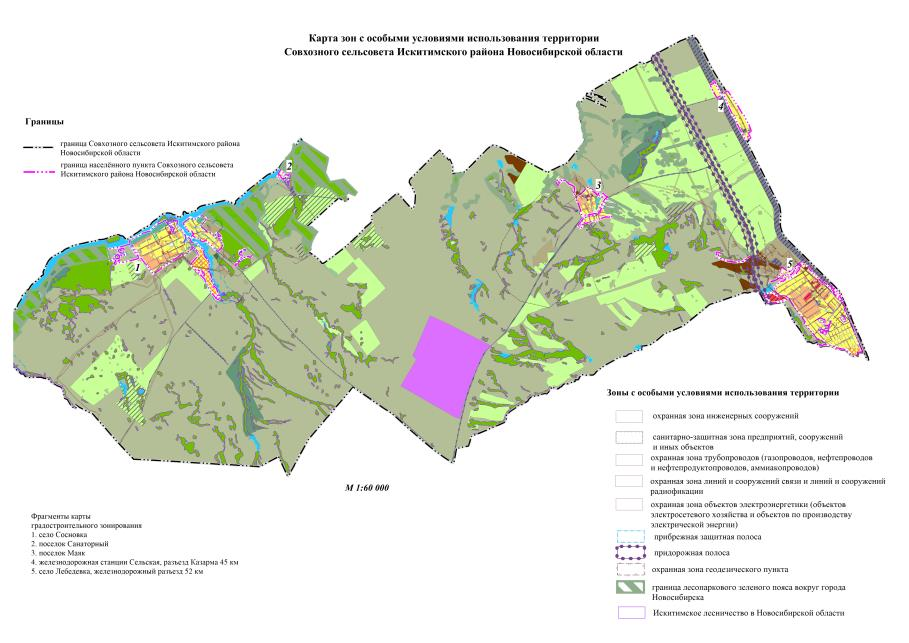 Карта зон с особыми условиями использования территории
Совхозного сельсовета Искитимского района Новосибирской области
Границы
граница Совхотного сельсовета Искитимского района
Новосибирской области
граница населённого пункта Совхозного сельсовета
Искитимского района Новосибирской области
1
2
3
4
5
М 1:60 000
Фрагменты карты
градостроительного зонирования
1. село Сосновка
2. поселок Санаторный
3. поселок Маяк
4. железнодорожная станции Сельская, разъезд Казарма 45 км
5. село Лебедевка, железнодорожный разъезд 52 км
Зоны с особыми условиями использования территории
охранная зона инженерных сооружений
санитарно-защитная зона предприятий, сооружений
и иных объектов
охранная зона трубопроводов (газопроводов, нефтепроводов
и нефтепродуктопроводов, аммиакопроводов)
охранная зона линий и сооружений связи и линий и сооружений
радиофикации
охранная зона объектов электроэнергетики (объектов
электросетевого хозяйства и объектов по производству
электрической энергии)
прибрежная защитная полоса
придорожная полоса
охранная зона геодезического пункта
граница лесопаркового зеленого пояса вокруг города
Новосибирска
Искитимское лесничество в Новосибирской области